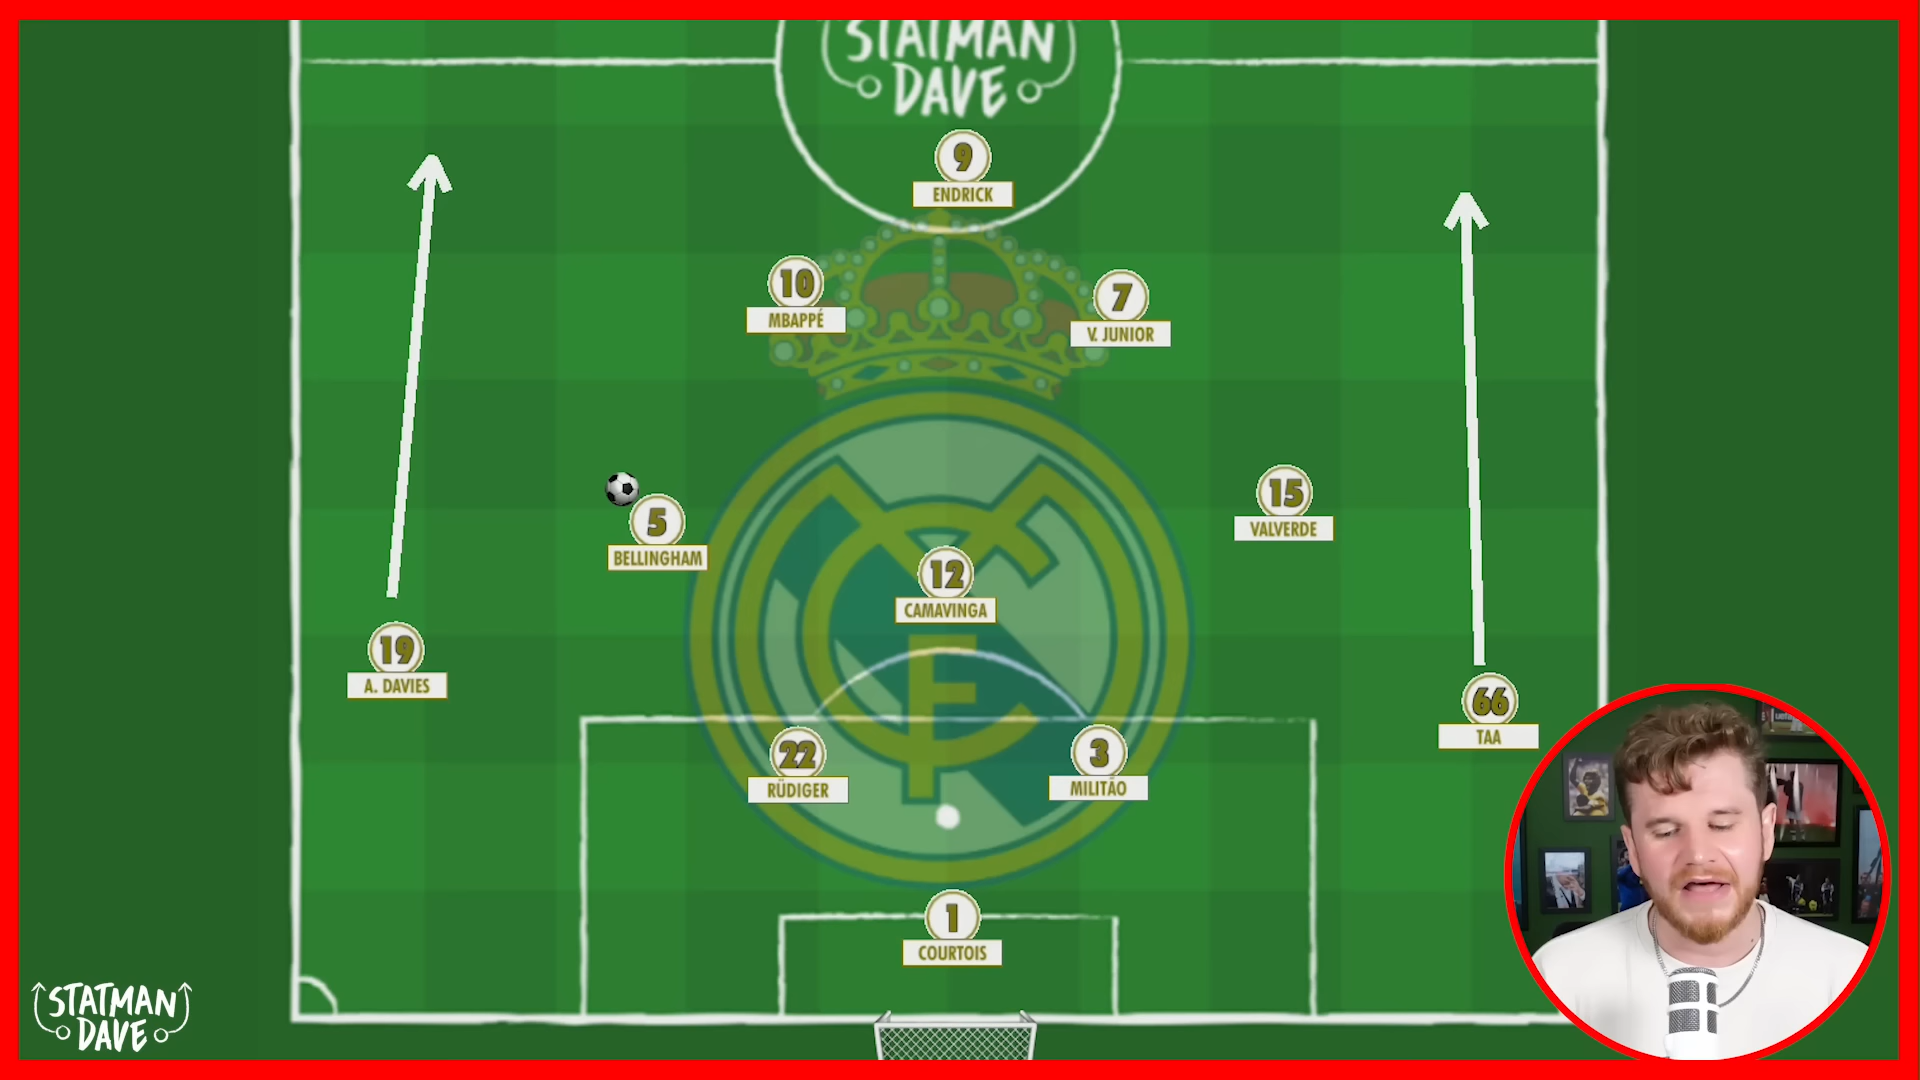 STATMAN
DAVE
9
ENDRICK
10
MBAPPÉ
7
V. JUNIOR
5
BELLINGHAM
15
VALVERDE
12
CAMAVINGA
19
A. DAVIES
66
TAA
22
RÜDIGER
3
MILITÃO
1
COURTOIS
STATMAN
DAVE